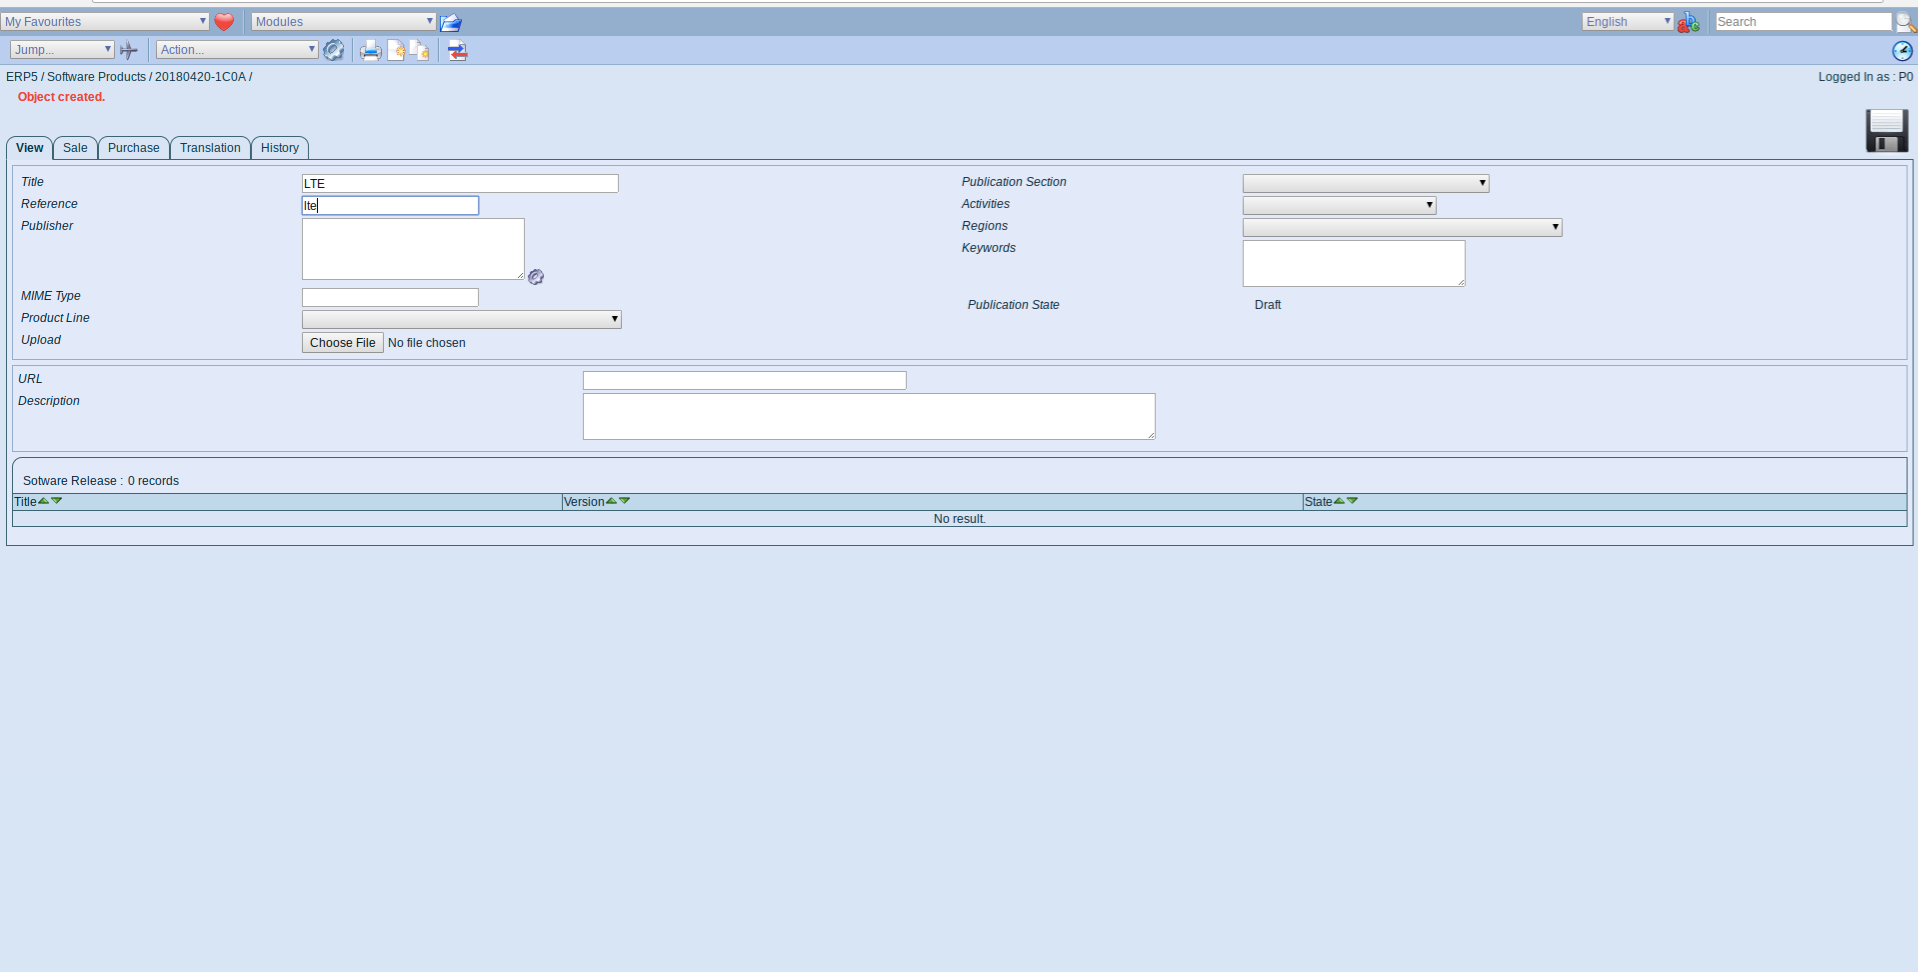 My Favourites Modules English Search
Jump... Action...
ERP5 / Software Products / 20180420-1C0A / Logged In as : P0
Object created.
View Sale Purchase Translation History
Title LTE Publication Section
Reference lte Activities
Publisher Regions
Keywords
MIME Type Publication State Draft
Product Line
Upload Choose File No file chosen
URL
Description
Sotware Release : 0 records
Title Version State
No result.